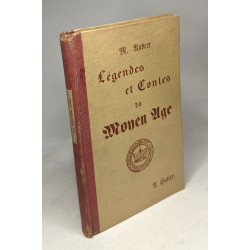 M. Aubert
Légendes
et Contes
du
Moyen Age
A. Hatier